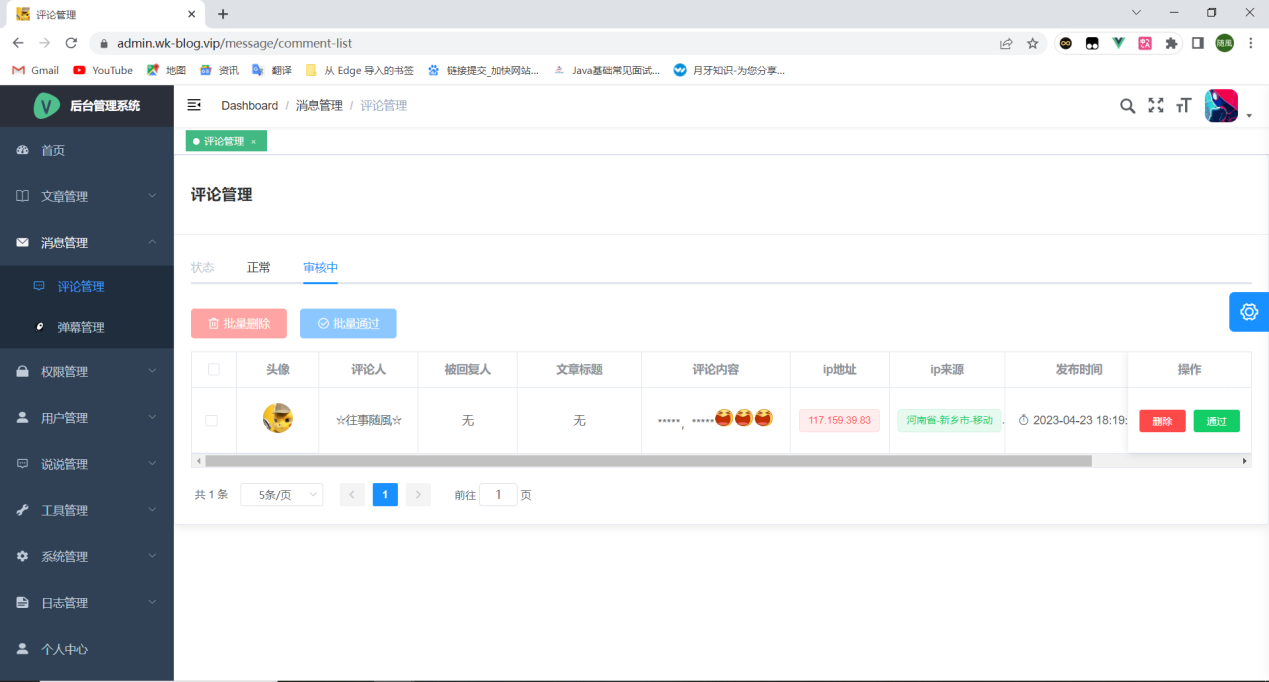 评论管理
admin.wk-blog.vip/message/comment-list
随風
Gmail YouTube 地图 资讯 翻译 从 Edge 导入的书签 链接提交_加快网站... Java基础常见面试... 月牙知识-为您分享...
V 后台管理系统
Dashboard / 消息管理 / 评论管理
评论管理 ×
首页
文章管理
消息管理
评论管理
弹幕管理
权限管理
用户管理
说说管理
工具管理
系统管理
日志管理
个人中心
评论管理
状态 正常 审核中
批量删除 批量通过
头像 评论人 被回复人 文章标题 评论内容 ip地址 ip来源 发布时间 操作
☆往事随風☆ 无 无 *****，***** 117.159.39.83 河南省-新乡市-移动 2023-04-23 18:19: 删除 通过
共 1 条 5条/页 < 1 > 前往 1 页